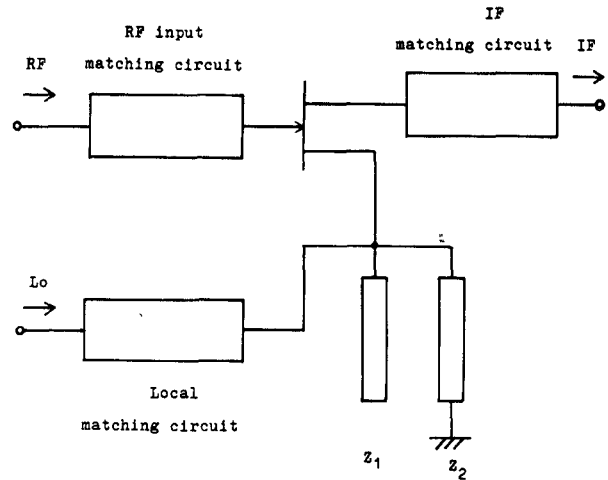 IF
RF input
matching circuit
IF
RF
matching circuit
Lo
Local
matching circuit
Z1
Z2